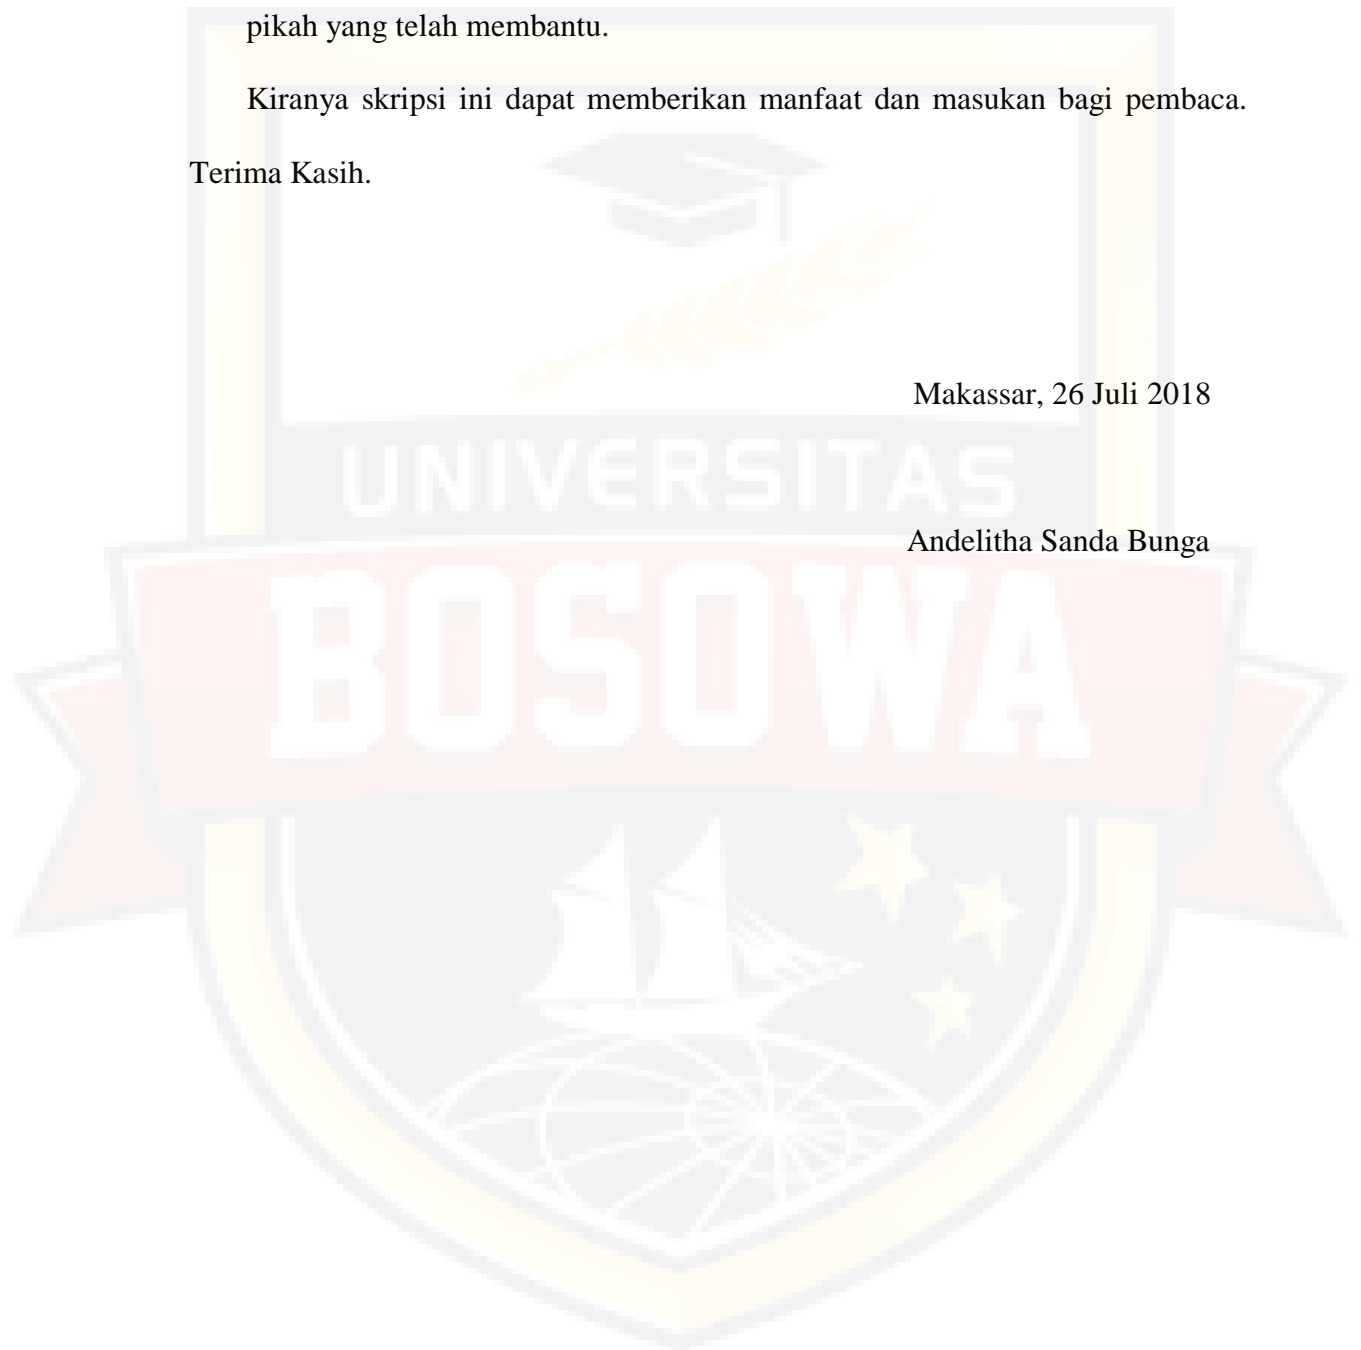 pikah yang telah membantu.
Kiranya skripsi ini dapat memberikan manfaat dan masukan bagi pembaca.
Terima Kasih.
Makassar, 26 Juli 2018
UNIVERSITAS
Andelitha Sanda Bunga
BOSOWA